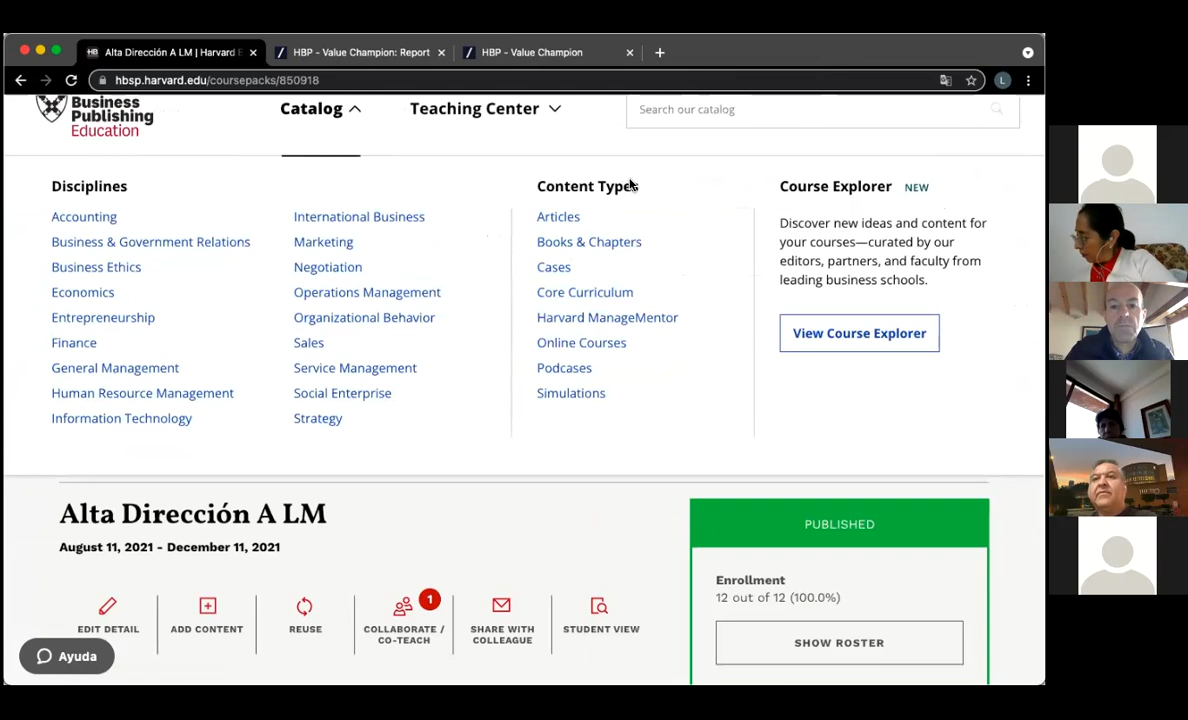 Alta Dirección A LM | Harvard E
HBP - Value Champion: Report
HBP - Value Champion
hbsp.harvard.edu/coursepacks/850918
L
Business
Publishing
Education
Catalog
Teaching Center
Search our catalog
Disciplines
Accounting
Business & Government Relations
Business Ethics
Economics
Entrepreneurship
Finance
General Management
Human Resource Management
Information Technology
International Business
Marketing
Negotiation
Operations Management
Organizational Behavior
Sales
Service Management
Social Enterprise
Strategy
Content Types
Articles
Books & Chapters
Cases
Core Curriculum
Harvard ManageMentor
Online Courses
Podcasts
Simulations
Course Explorer NEW
Discover new ideas and content for
your courses—curated by our
editors, partners, and faculty from
leading business schools.
View Course Explorer
Alta Dirección A LM
August 11, 2021 - December 11, 2021
EDIT DETAIL
ADD CONTENT
REUSE
1
COLLABORATE /
CO-TEACH
SHARE WITH
COLLEAGUE
STUDENT VIEW
PUBLISHED
Enrollment
12 out of 12 (100.0%)
SHOW ROSTER
Ayuda